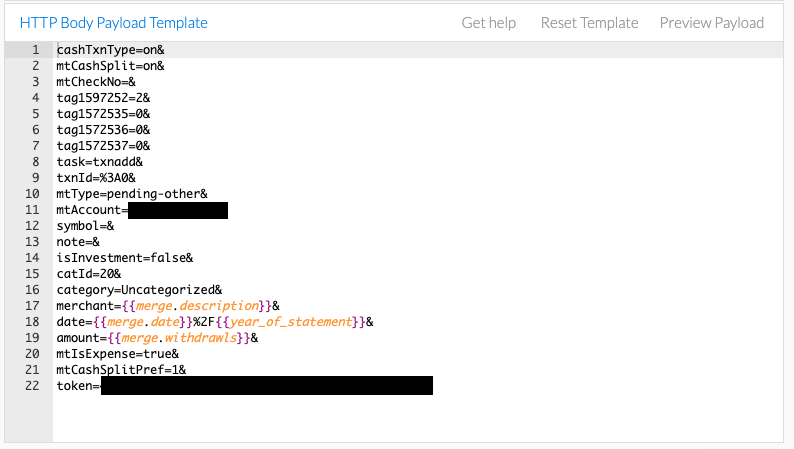 HTTP Body Payload Template Get help Reset Template Preview Payload
1 cashTxnType=on&
2 mtCashSplit=on&
3 mtCheckNo=&
4 tag1597252=2&
5 tag1572535=0&
6 tag1572536=0&
7 tag1572537=0&
8 task=txnadd&
9 txnId=%3A0&
10 mtType=pending-other&
11 mtAccount=
12 symbol=&
13 note=&
14 isInvestment=false&
15 catId=20&
16 category=Uncategorized&
17 merchant={{merge.description}}&
18 date={{merge.date}}%2F{{year_of_statement}}&
19 amount={{merge.withdrawls}}&
20 mtIsExpense=true&
21 mtCashSplitPref=1&
22 token=